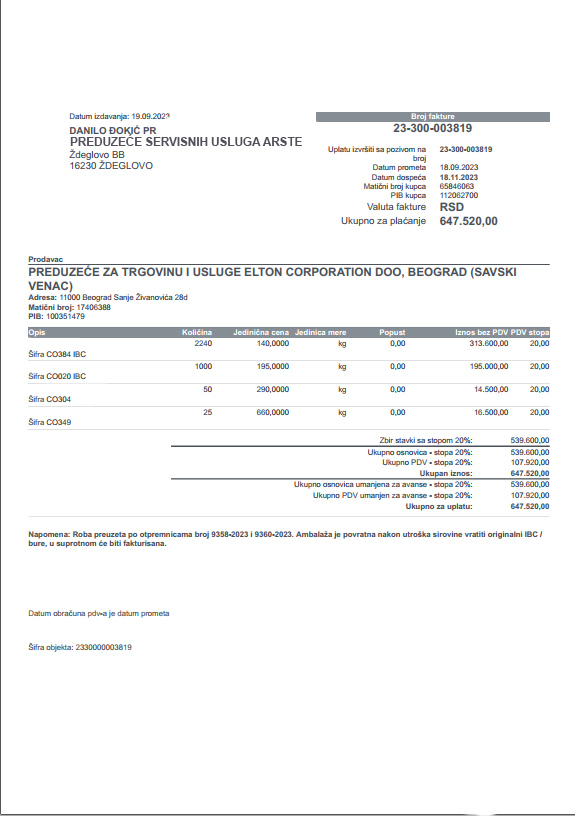 Datum izdavanja: 19.09.2023
DANILO ĐOKIĆ PR
PREDUZEĆE SERVISNIH USLUGA ARSTE
Ždeglovo BB
16230 ŽDEGLOVO
Broj fakture
23-300-003819
Uplatu izvršiti sa pozivom na broj 23-300-003819
Datum prometa 18.09.2023
Datum dospeća 18.11.2023
Matični broj kupca 65846063
PIB kupca 112062700
Valuta fakture RSD
Ukupno za plaćanje 647.520,00
Prodavac
PREDUZEĆE ZA TRGOVINU I USLUGE ELTON CORPORATION DOO, BEOGRAD (SAVSKI
VENAC)
Adresa: 11000 Beograd Sanje Živanovića 28d
Matični broj: 17406388
PIB: 100351479
Opis Količina Jedinična cena Jedinica mere Popust Iznos bez PDV PDV stopa
2240 140,0000 kg 0,00 313.600,00 20,00
Šifra CO384 IBC
1000 195,0000 kg 0,00 195.000,00 20,00
Šifra CO020 IBC
50 290,0000 kg 0,00 14.500,00 20,00
Šifra CO304
25 660,0000 kg 0,00 16.500,00 20,00
Šifra CO349
Zbir stavki sa stopom 20%: 539.600,00
Ukupno osnovica - stopa 20%: 539.600,00
Ukupno PDV - stopa 20%: 107.920,00
Ukupan iznos: 647.520,00
Ukupno osnovica umanjena za avanse - stopa 20%: 539.600,00
Ukupno PDV umanjen za avanse - stopa 20%: 107.920,00
Ukupno za uplatu: 647.520,00
Napomena: Roba preuzeta po otpremnicama broj 9358-2023 i 9360-2023. Ambalaža je povratna nakon utroška sirovine vratiti originalni IBC /
bure, u suprotnom će biti fakturisana.
Datum obračuna pdv-a je datum prometa
Šifra objekta: 2330000003819